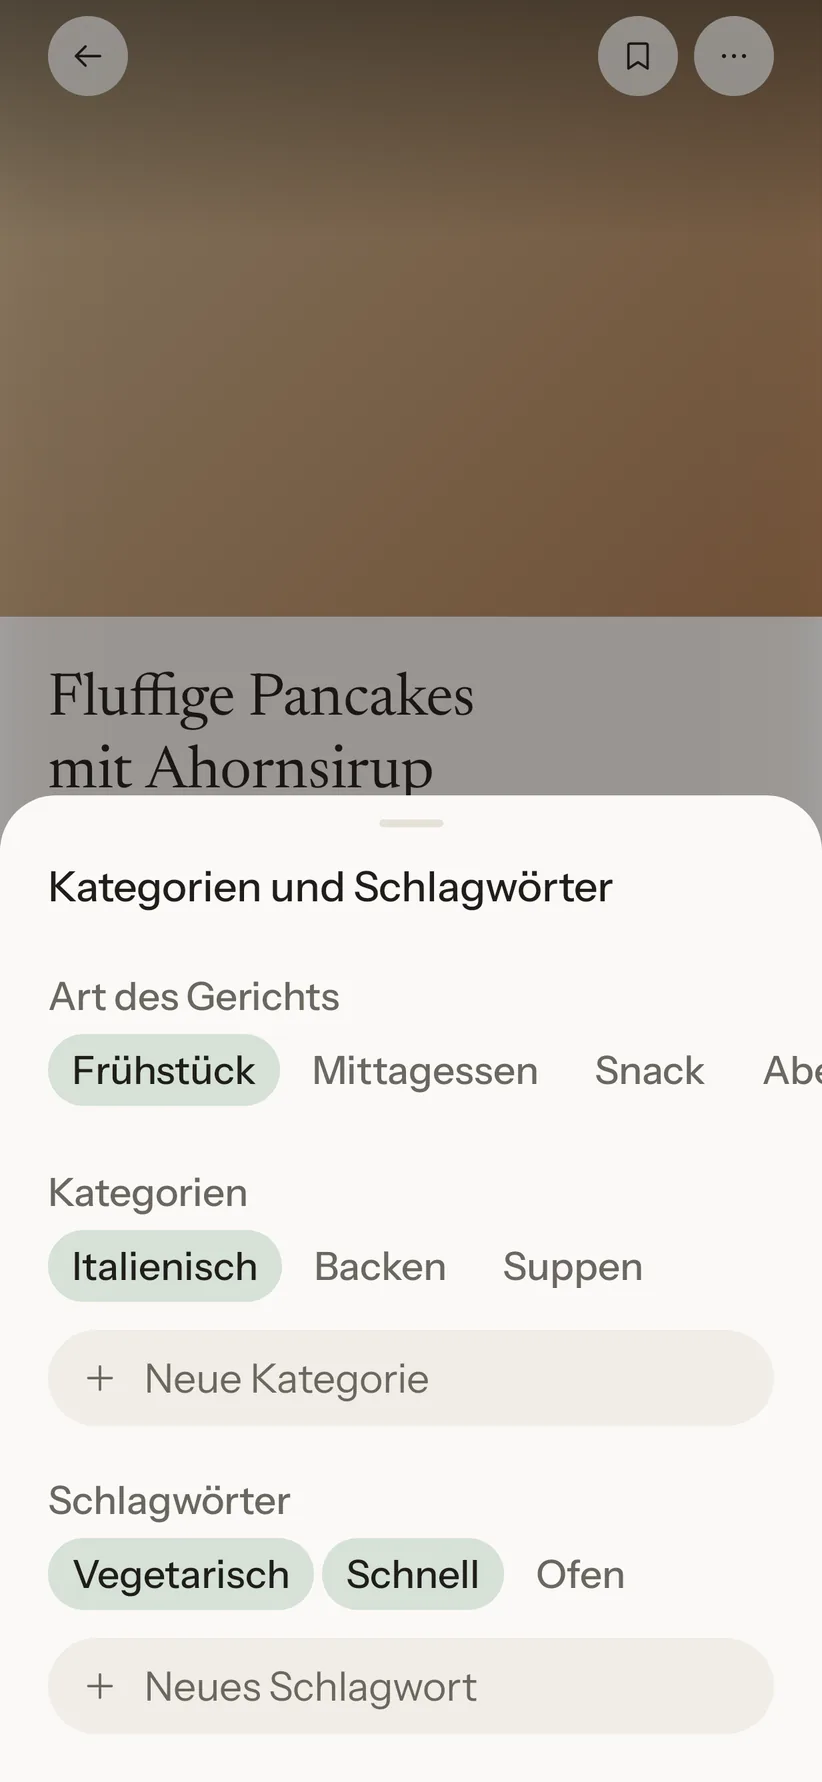 Fluffige Pancakes
mit Ahornsirup
Kategorien und Schlagwörter
Art des Gerichts
Frühstück Mittagessen Snack Abe
Kategorien
Italienisch Backen Suppen
+ Neue Kategorie
Schlagwörter
Vegetarisch Schnell Ofen
+ Neues Schlagwort